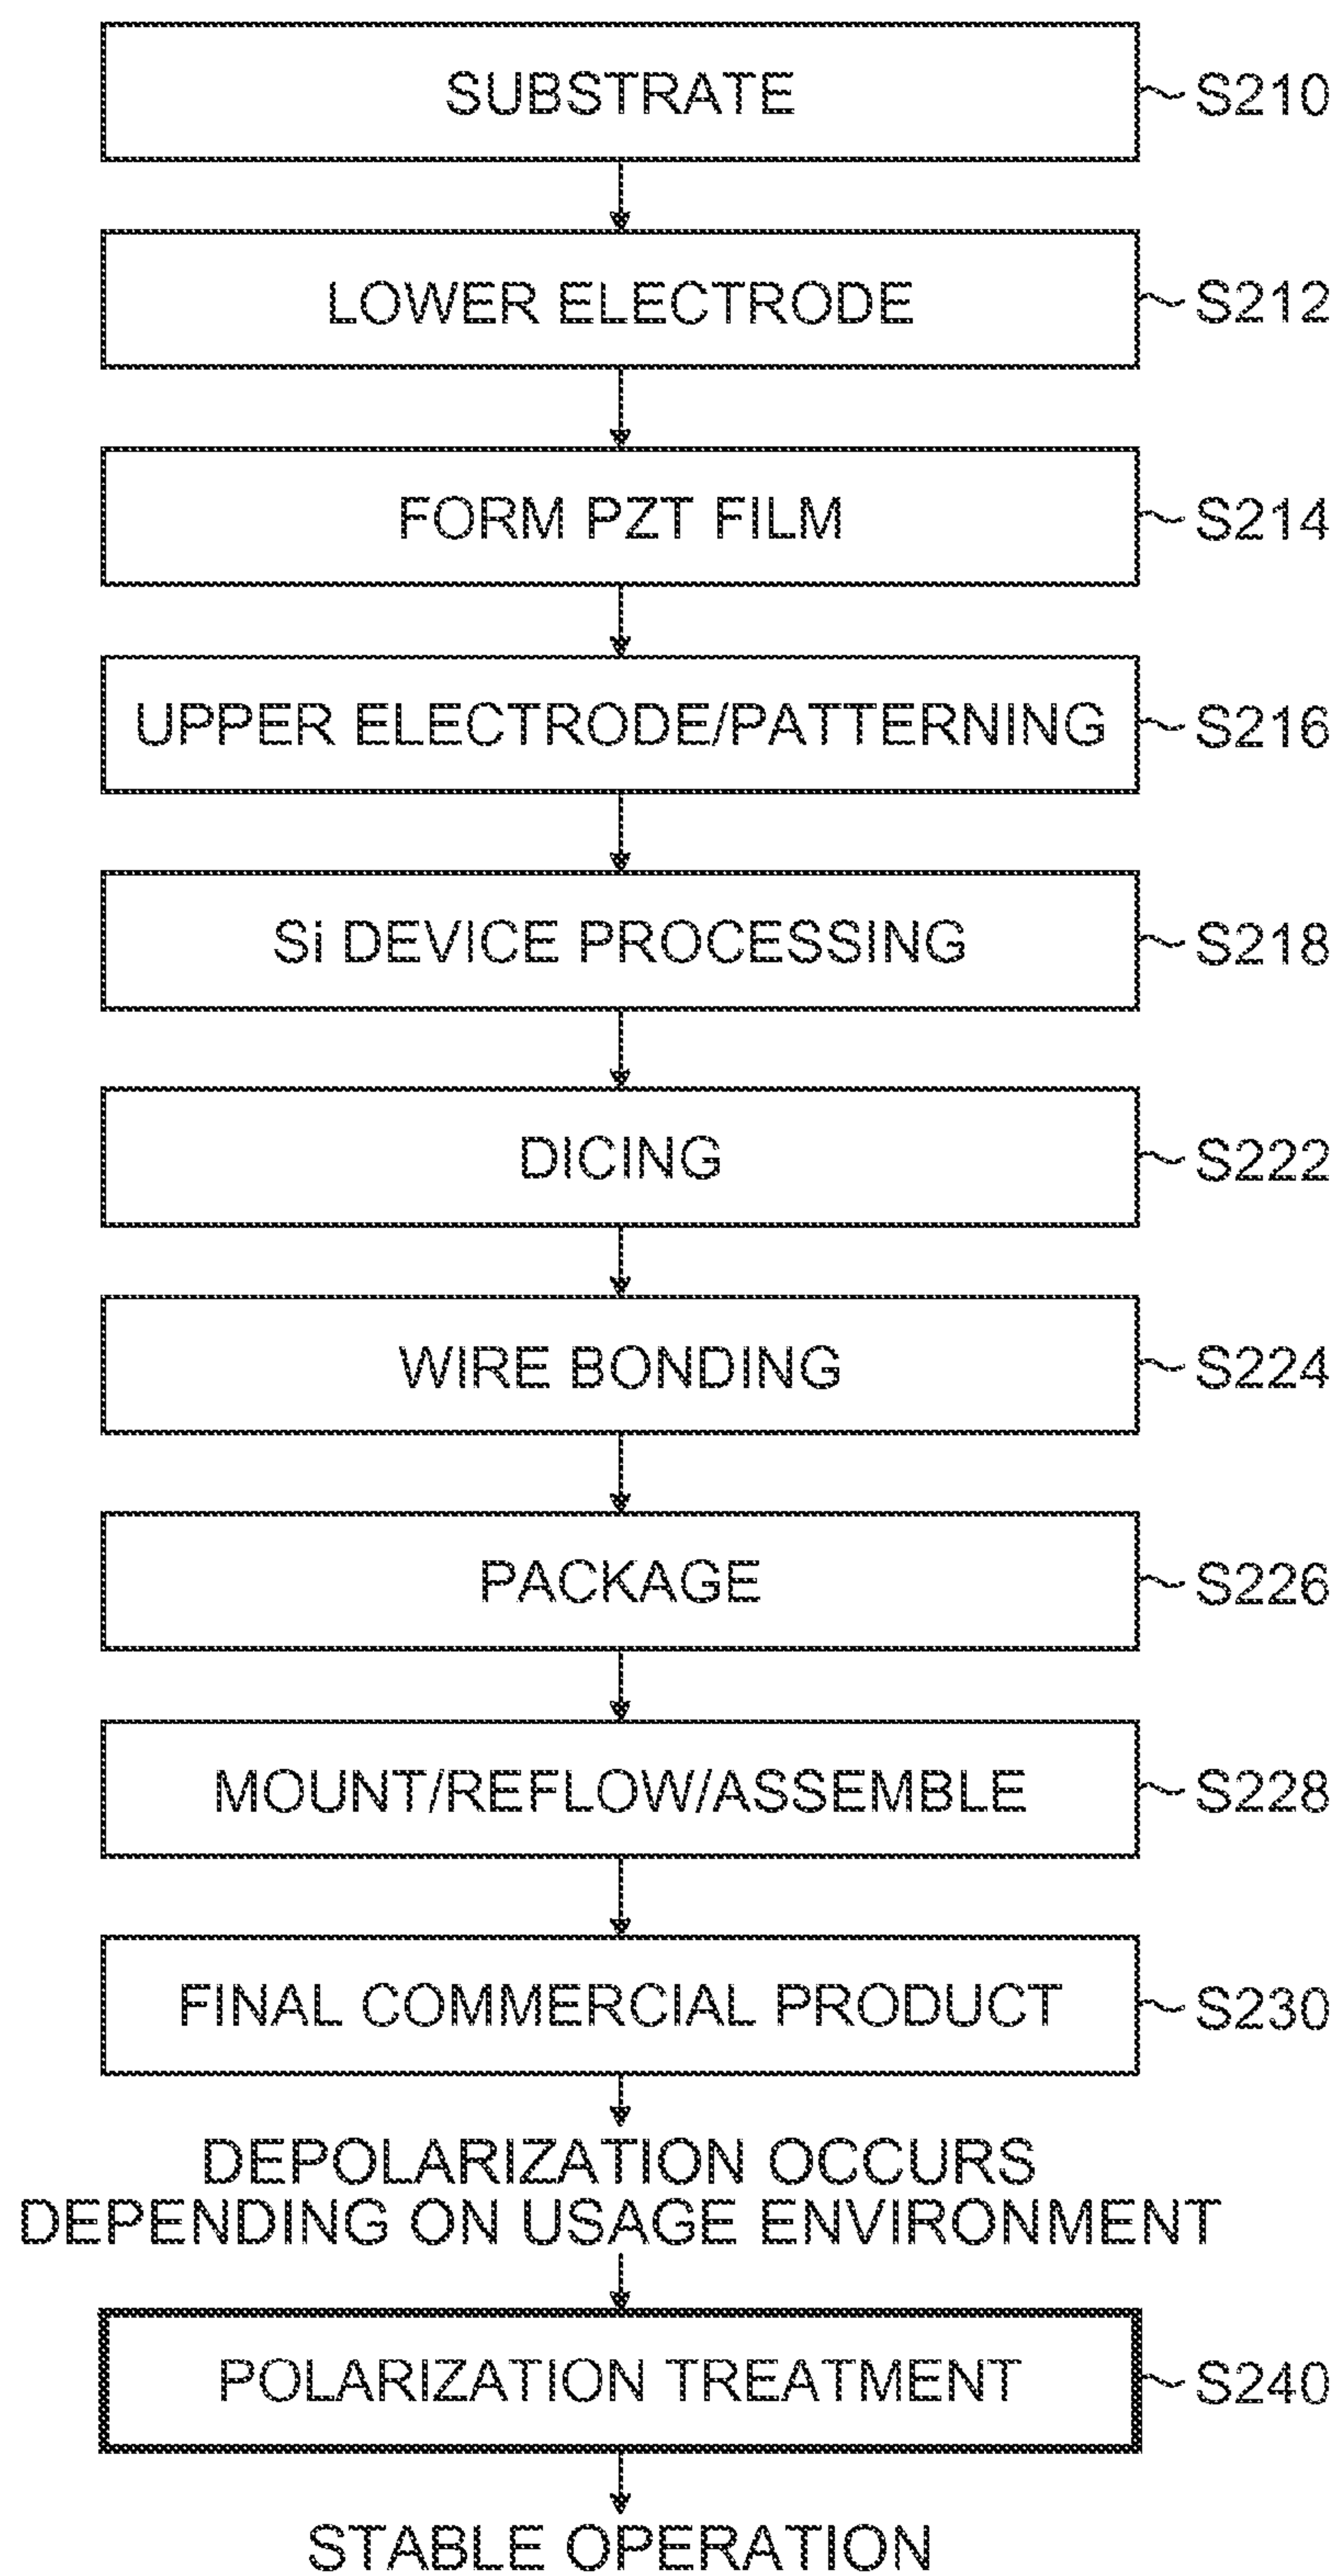 SUBSTRATE S210
LOWER ELECTRODE S212
FORM PZT FILM S214
UPPER ELECTRODE/PATTERNING S216
Si DEVICE PROCESSING S218
DICING S222
WIRE BONDING S224
PACKAGE S226
MOUNT/REFLOW/ASSEMBLE S228
FINAL COMMERCIAL PRODUCT S230
DEPOLARIZATION OCCURS
DEPENDING ON USAGE ENVIRONMENT
POLARIZATION TREATMENT S240
STABLE OPERATION